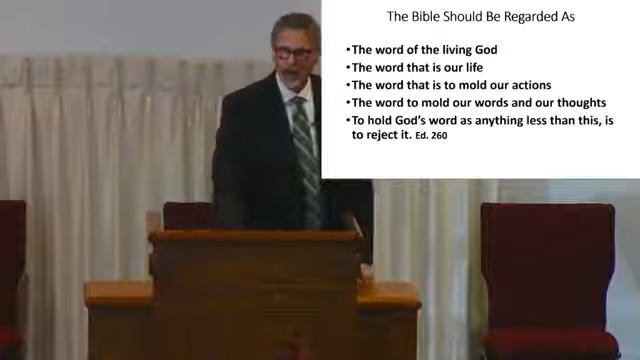 The Bible Should Be Regarded As
•The word of the living God
•The word that is our life
•The word that is to mold our actions
•The word to mold our words and our thoughts
•To hold God's word as anything less than this, is
to reject it. Ed. 260